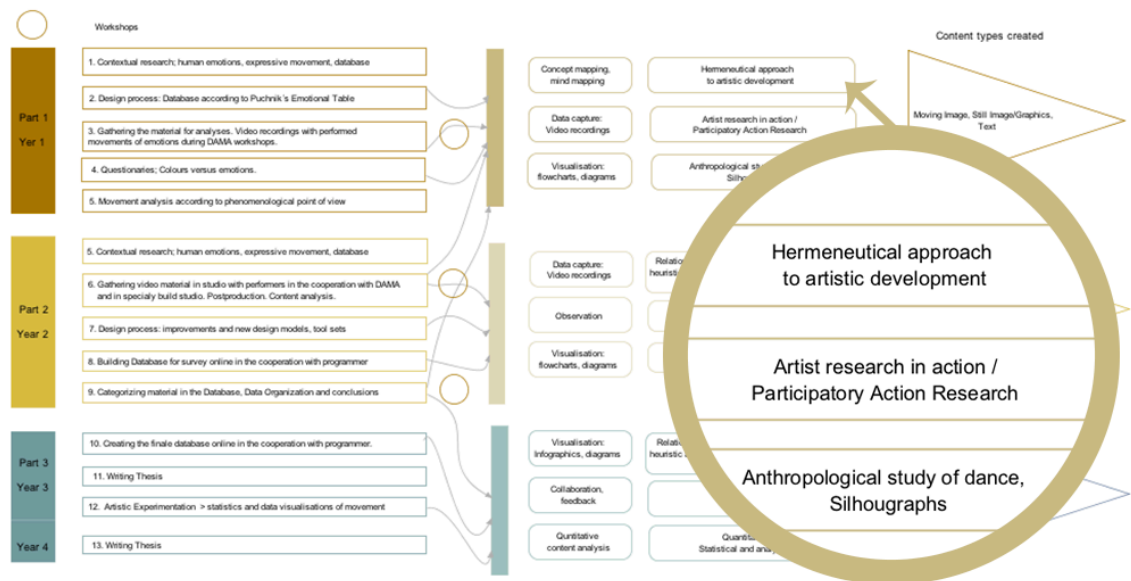 Workshops
Content types created
Part 1
Yer 1
1. Contextual research; human emotions, expressive movement, database
2. Design process: Database according to Puchnik's Emotional Table
3. Gathering the material for analyses. Video recordings with performed
movements of emotions during DAMA workshops.
4. Questionaries; Colours versus emotions.
5. Movement analysis according to phenomenological point of view
Concept mapping,
mind mapping
Hermeneutical approach
to artistic development
Data capture:
Video recordings
Artist research in action /
Participatory Action Research
Visualisation:
flowcharts, diagrams
Anthropological
Moving Image, Still Image/Graphics,
Text
Part 2
Year 2
5. Contextual research; human emotions, expressive movement, database
6. Gathering video material in studio with performers in the cooperation with DAMA
and in specialy build studio. Postproduction. Content analysis.
7. Design process: improvements and new design models, tool sets
8. Building Database for survey online in the cooperation with programmer
9. Categorizing material in the Database, Data Organization and conclusions
Data capture:
Video recordings
heuristic
Observation
Visualisation:
flowcharts, diagrams
Part 3
Year 3
Year 4
10. Creating the finale database online in the cooperation with programmer.
11. Writing Thesis
12. Artistic Experimentation > statistics and data visualisations of movement
13. Writing Thesis
Visualisation:
Infographics, diagrams
heuristic
Collaboration,
feedback
Quntitative
content analysis
Statistical and
Hermeneutical approach
to artistic development
Artist research in action /
Participatory Action Research
Anthropological study of dance,
Silhougraphs